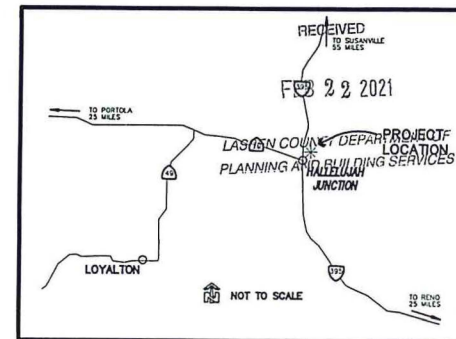 RECEIVED
TO SUSANVILLE
55 MILES
395
FEB 22 2021
TO PORTOLA
25 MILES
LASSEN COUNTY DEPARTMENT OF
PROJECT
LOCATION
PLANNING AND BUILDING SERVICES
HALLELUJAH
JUNCTION
49
LOYALTON
NOT TO SCALE
395
TO RENO
25 MILES